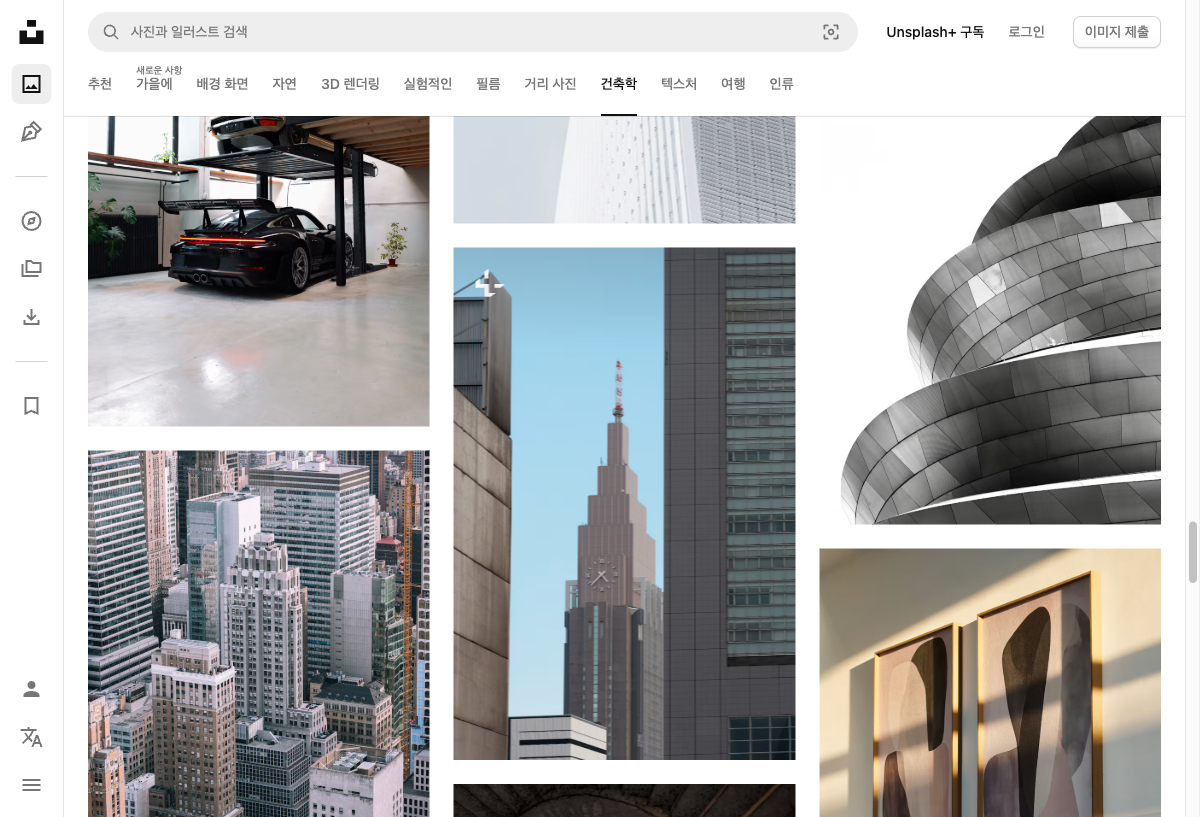 사진과 일러스트 검색
Unsplash+ 구독
로그인
이미지 제출
추천
새로운 사항
가을에
배경 화면
자연
3D 렌더링
실험적인
필름
거리 사진
건축학
텍스처
여행
인류